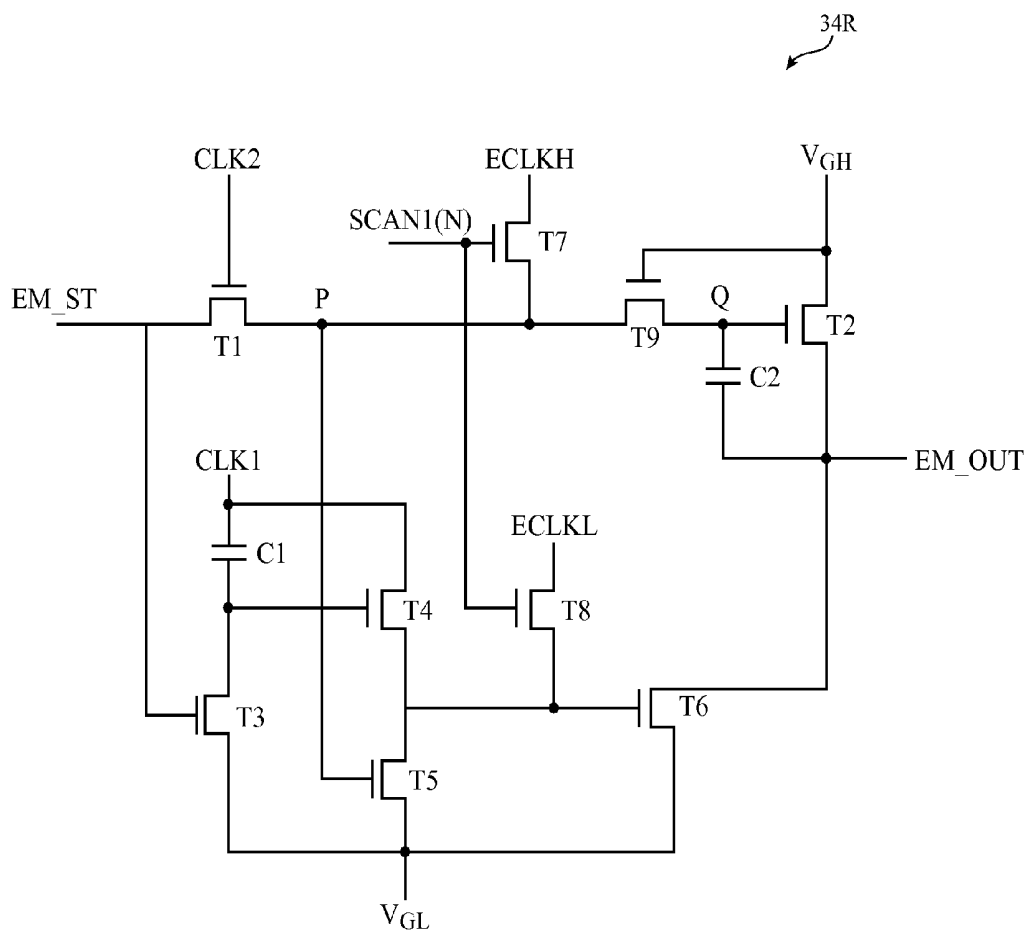 34R
CLK2
ECLKH
VGH
SCAN1(N)
T7
EM_ST
P
Q
T1
T9
T2
C2
CLK1
EM_OUT
C1
ECLKL
T4
T8
T3
T6
T5
VGL